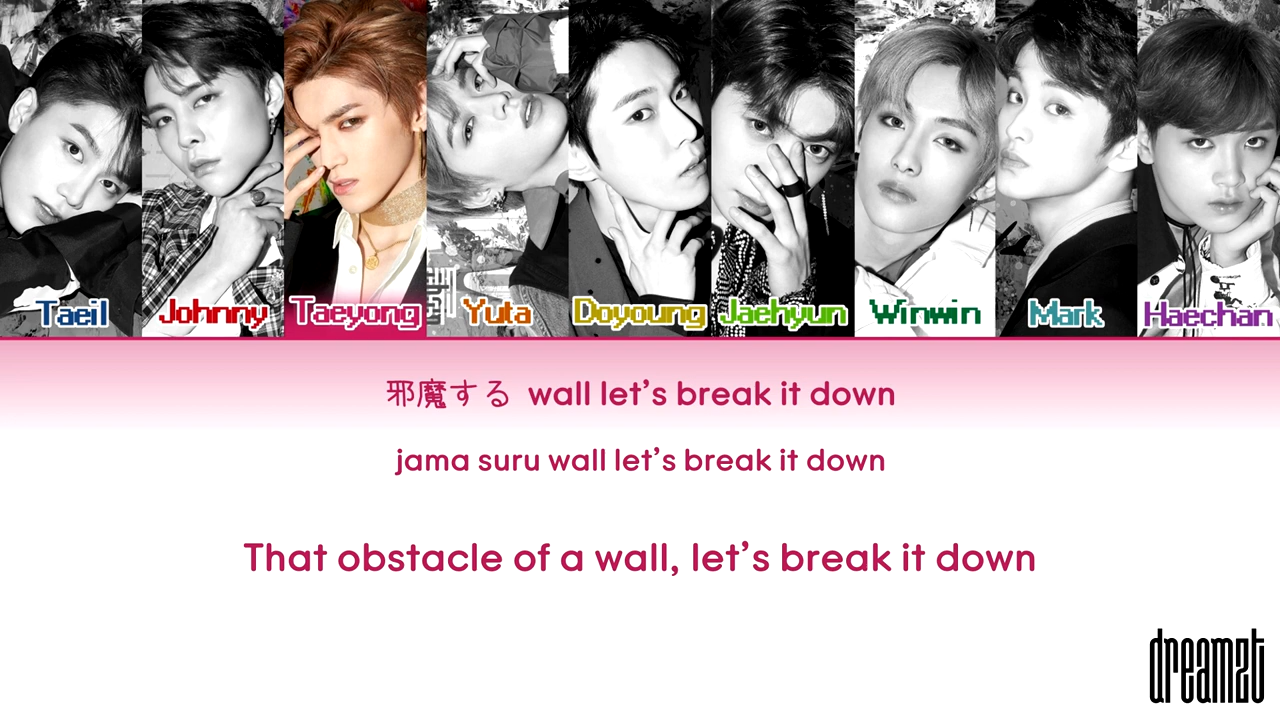 Taeil Johnny Taeyong Yuta Doyoung Jaehyun Winwin Mark Haechan
邪魔する wall let's break it down
jama suru wall let's break it down
That obstacle of a wall, let's break it down
dreamzt